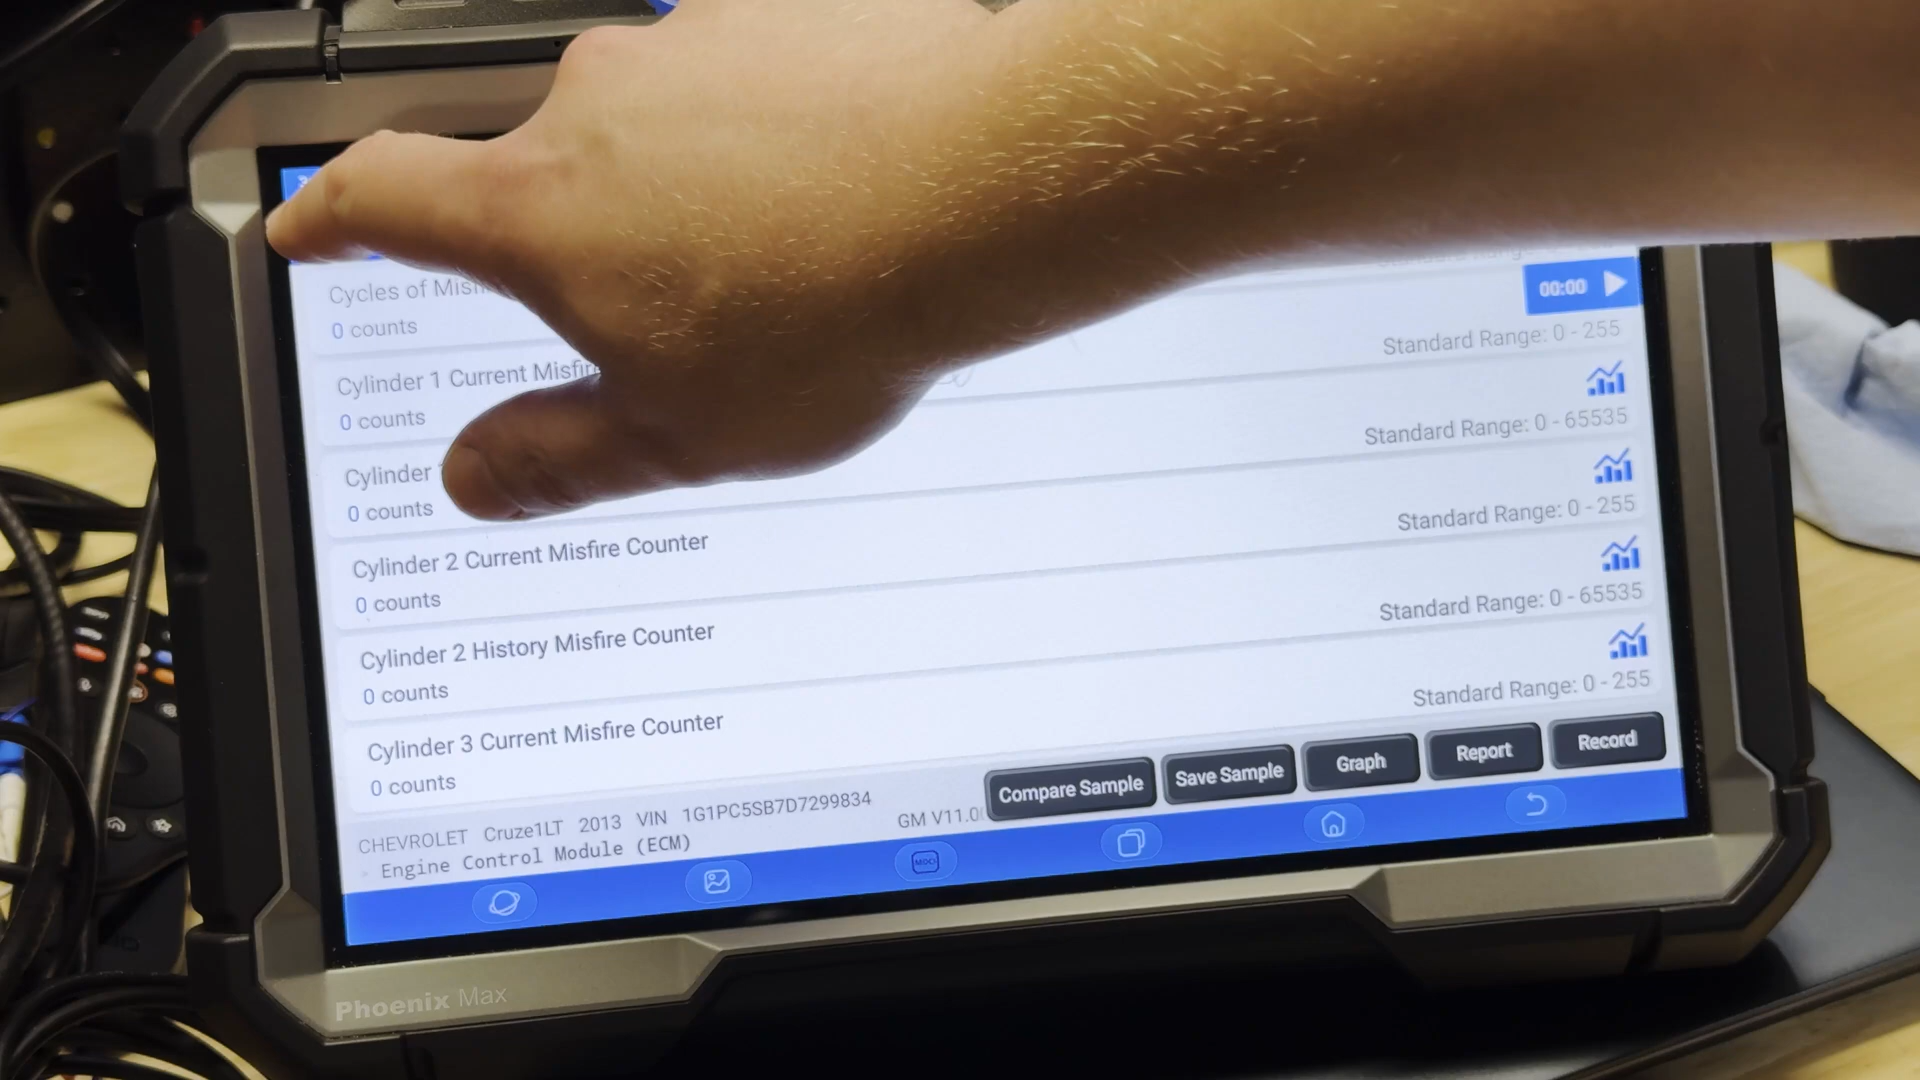 Cycles of Misfi
0 counts
00:00
Standard Range: 0 - 255
Cylinder 1 Current Misfire
0 counts
Standard Range: 0 - 65535
Cylinder
0 counts
Standard Range: 0 - 255
Cylinder 2 Current Misfire Counter
0 counts
Standard Range: 0 - 65535
Cylinder 2 History Misfire Counter
0 counts
Standard Range: 0 - 255
Cylinder 3 Current Misfire Counter
0 counts
Compare Sample
Save Sample
Graph
Report
Record
CHEVROLET Cruze1LT 2013 VIN 1G1PC5SB7D7299834
GM V11.0
Engine Control Module (ECM)
Phoenix Max